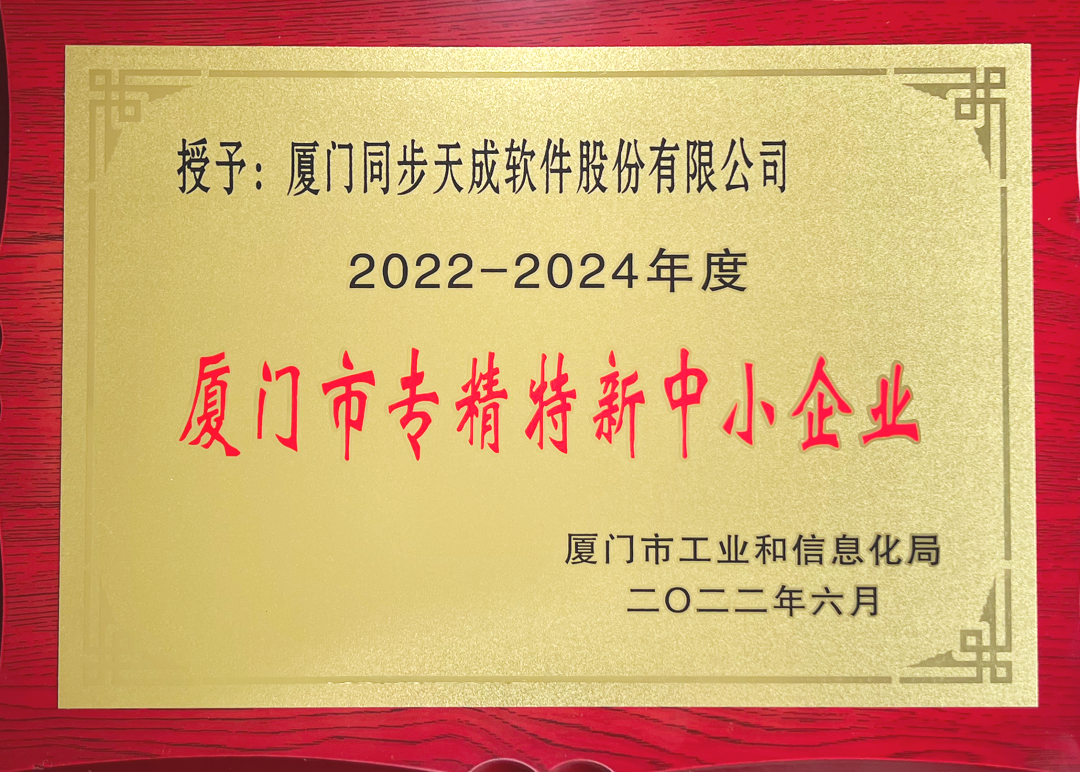 授予：厦门同步天成软件股份有限公司
2022-2024年度
厦门市专精特新中小企业
厦门市工业和信息化局
二〇二二年六月